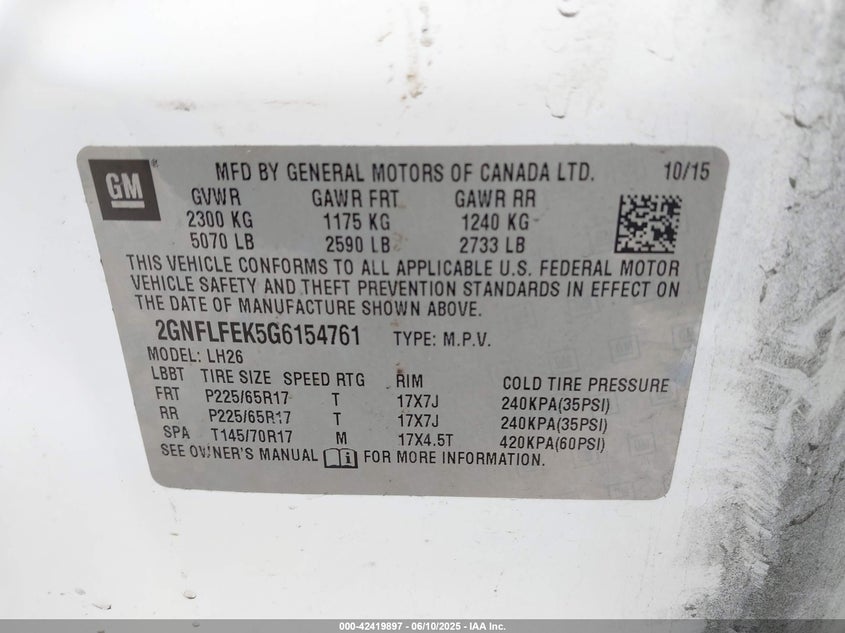 GM ®
MFD BY GENERAL MOTORS OF CANADA LTD. 10/15
GVWR GAWR FRT GAWR RR
2300 KG 1175 KG 1240 KG
5070 LB 2590 LB 2733 LB
THIS VEHICLE CONFORMS TO ALL APPLICABLE U.S. FEDERAL MOTOR
VEHICLE SAFETY AND THEFT PREVENTION STANDARDS IN EFFECT ON
THE DATE OF MANUFACTURE SHOWN ABOVE.
2GNFLFEK5G6154761 TYPE: M.P.V.
MODEL: LH26
LBBT TIRE SIZE SPEED RTG RIM COLD TIRE PRESSURE
FRT P225/65R17 T 17X7J 240KPA(35PSI)
RR P225/65R17 T 17X7J 240KPA(35PSI)
SPA T145/70R17 M 17X4.5T 420KPA(60PSI)
SEE OWNER'S MANUAL FOR MORE INFORMATION.
000-42419897 - 06/10/2025 - IAA Inc.